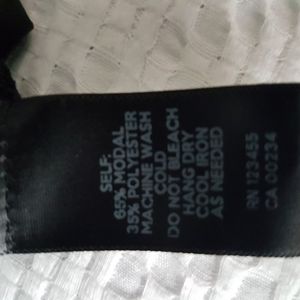 SELF:
65% MODAL
35% POLYESTER
MACHINE WASH
COLD
DO NOT BLEACH
HANG DRY
COOL IRON
AS NEEDED
RN 123455
CA 00234